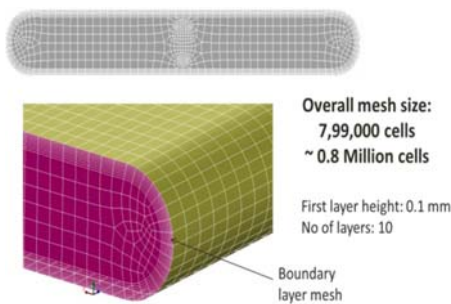 Overall mesh size:
7,99,000 cells
~ 0.8 Million cells
First layer height: 0.1 mm
No of layers: 10
Boundary
layer mesh